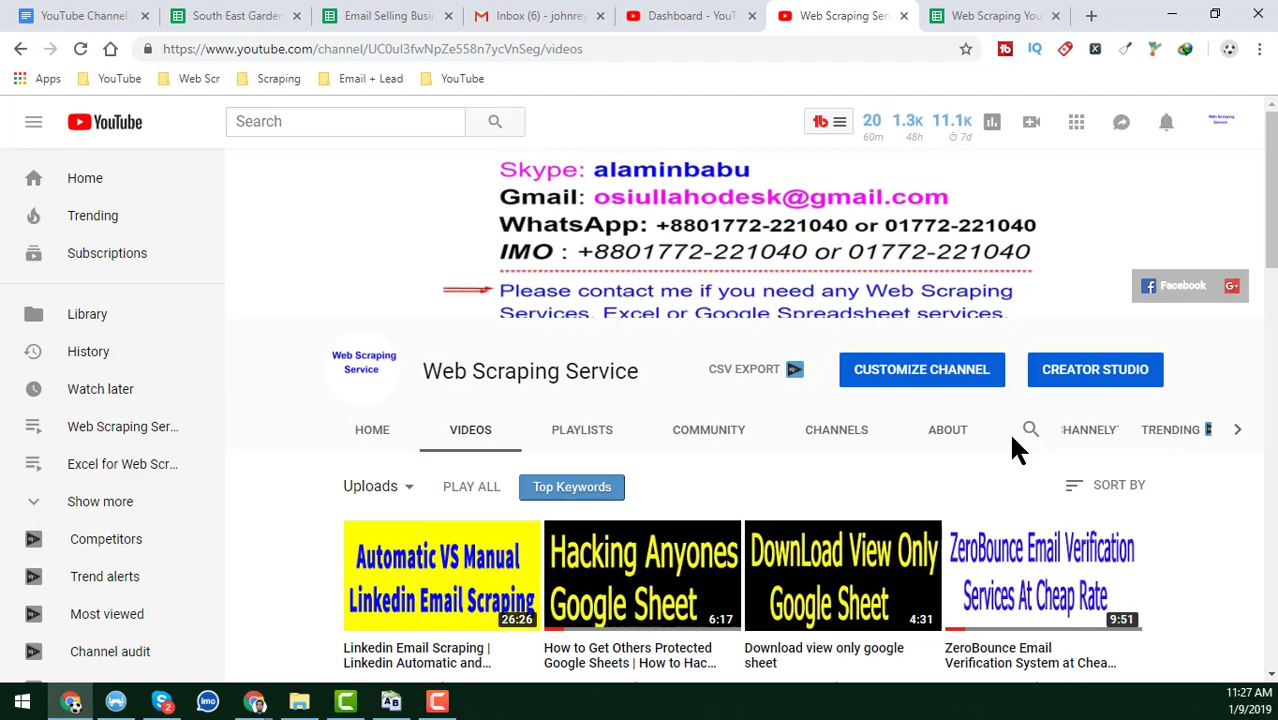 YouTube Channel
South East Garden
Email Selling Busi
Inbox (6) - johnrey
Dashboard - YouT
Web Scraping Serv
Web Scraping You
https://www.youtube.com/channel/UC0ul3fwNpZe558n7ycVnSeg/videos
Apps YouTube Web Scr Scraping Email + Lead YouTube
YouTube
Search
20 1.3K 11.1K
60m 48h 7d
Home
Trending
Subscriptions
Library
History
Watch later
Web Scraping Ser...
Excel for Web Scr...
Show more
Competitors
Trend alerts
Most viewed
Channel audit
Skype: alaminbabu
Gmail: osiullahodesk@gmail.com
WhatsApp: +8801772-221040 or 01772-221040
IMO : +8801772-221040 or 01772-221040
Please contact me if you need any Web Scraping
Services, Excel or Google Spreadsheet services.
Facebook G+
Web Scraping
Service
Web Scraping Service
CSV EXPORT
CUSTOMIZE CHANNEL
CREATOR STUDIO
HOME VIDEOS PLAYLISTS COMMUNITY CHANNELS ABOUT HANNELY TRENDING
Uploads PLAY ALL Top Keywords SORT BY
Automatic VS Manual
Linkedin Email Scraping
26:26
Linkedin Email Scraping |
Linkedin Automatic and...
Hacking Anyones
Google Sheet
6:17
How to Get Others Protected
Google Sheets | How to Hac...
DownLoad View Only
Google Sheet
4:31
Download view only google
sheet
ZeroBounce Email Verification
Services At Cheap Rate
9:51
ZeroBounce Email
Verification System at Chea...
11:27 AM
1/9/2019